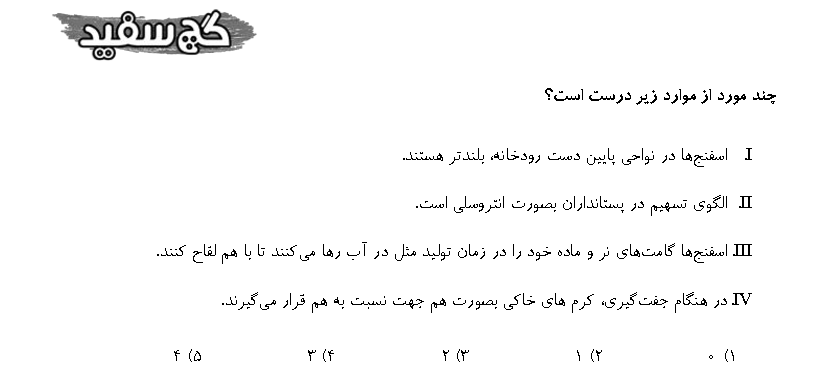 گچ سفید
چند مورد از موارد زیر درست است؟
I. اسفنج‌ها در نواحی پایین دست رودخانه، بلندتر هستند.
II. الگوی تسهیم در پستانداران بصورت انتروسلی است.
III. اسفنج‌ها گامت‌های نر و ماده خود را در زمان تولید مثل در آب رها می‌کنند تا با هم لقاح کنند.
IV. در هنگام جفت‌گیری، کرم های خاکی بصورت هم جهت نسبت به هم قرار می‌گیرند.
۱) ۰ ۲) ۱ ۳) ۲ ۴) ۳ ۵) ۴